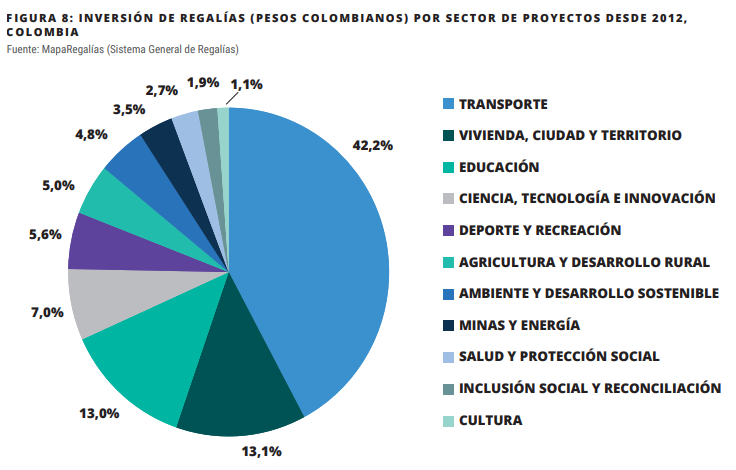 FIGURA 8: INVERSIÓN DE REGALÍAS (PESOS COLOMBIANOS) POR SECTOR DE PROYECTOS DESDE 2012,
COLOMBIA
Fuente: MapaRegalías (Sistema General de Regalías)
1,9%
1,1%
2,7%
3,5%
4,8%
42,2%
5,0%
5,6%
7,0%
13,0%
13,1%
TRANSPORTE
VIVIENDA, CIUDAD Y TERRITORIO
EDUCACIÓN
CIENCIA, TECNOLOGÍA E INNOVACIÓN
DEPORTE Y RECREACIÓN
AGRICULTURA Y DESARROLLO RURAL
AMBIENTE Y DESARROLLO SOSTENIBLE
MINAS Y ENERGÍA
SALUD Y PROTECCIÓN SOCIAL
INCLUSIÓN SOCIAL Y RECONCILIACIÓN
CULTURA